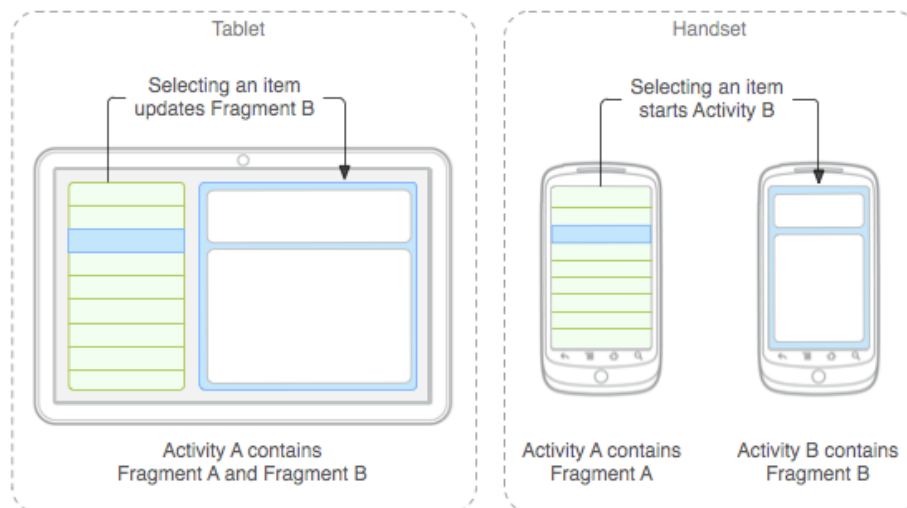 Tablet
Selecting an item
updates Fragment B
Activity A contains
Fragment A and Fragment B
Handset
Selecting an item
starts Activity B
Activity A contains
Fragment A
Activity B contains
Fragment B